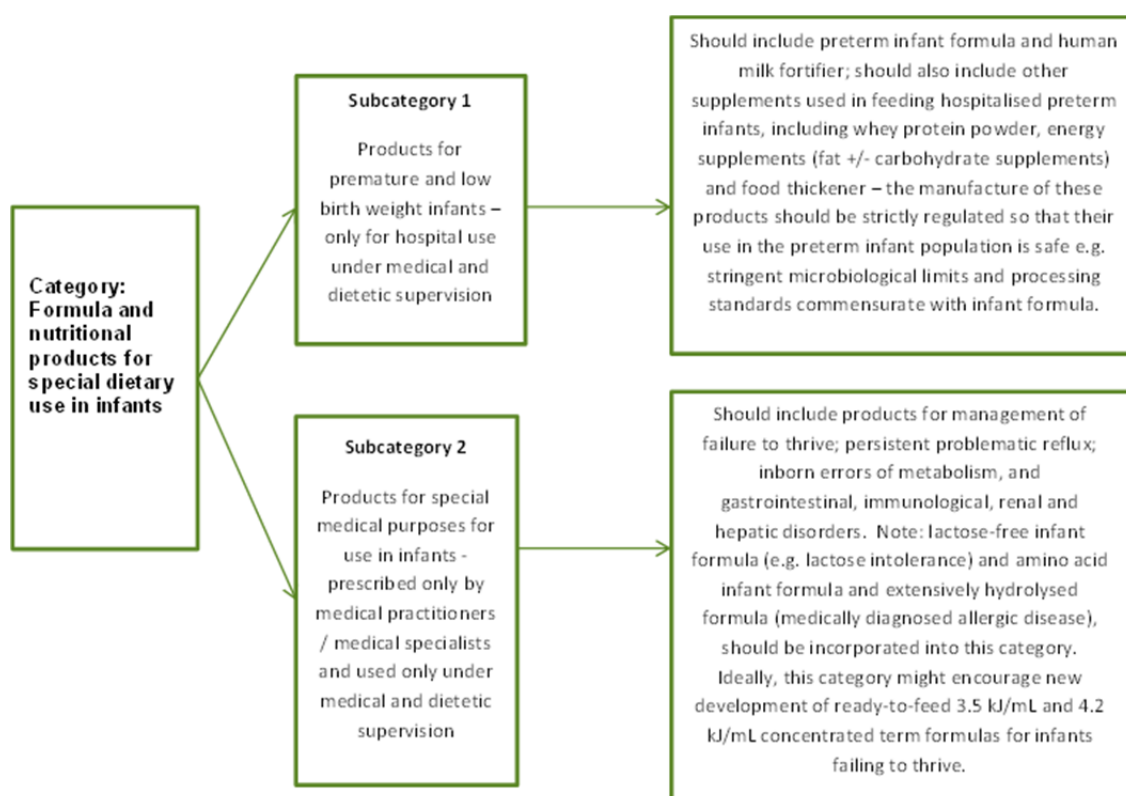 Category:
Formula and
nutritional
products for
special dietary
use in infants
Subcategory 1
Products for
premature and low
birth weight infants –
only for hospital use
under medical and
dietetic supervision
Should include preterm infant formula and human
milk fortifier; should also include other
supplements used in feeding hospitalised preterm
infants, including whey protein powder, energy
supplements (fat +/- carbohydrate supplements)
and food thickener – the manufacture of these
products should be strictly regulated so that their
use in the preterm infant population is safe e.g.
stringent microbiological limits and processing
standards commensurate with infant formula.
Subcategory 2
Products for special
medical purposes for
use in infants -
prescribed only by
medical practitioners
/ medical specialists
and used only under
medical and dietetic
supervision
Should include products for management of
failure to thrive; persistent problematic reflux;
inborn errors of metabolism, and
gastrointestinal, immunological, renal and
hepatic disorders.  Note: lactose-free infant
formula (e.g. lactose intolerance) and amino acid
infant formula and extensively hydrolysed
formula (medically diagnosed allergic disease),
should be incorporated into this category.
Ideally, this category might encourage new
development of ready-to-feed 3.5 kJ/mL and 4.2
kJ/mL concentrated term formulas for infants
failing to thrive.